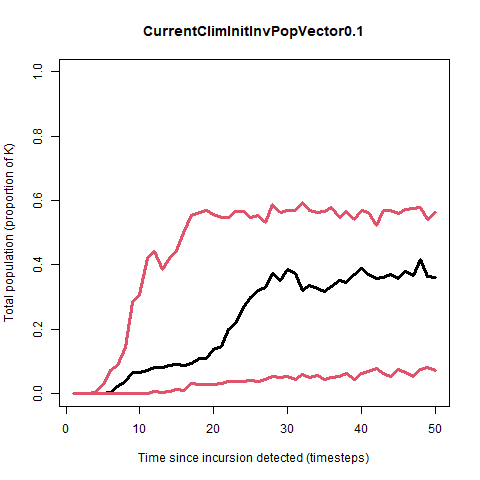 CurrentClimInitInvPopVector0.1
Total population (proportion of K)
1.0
0.8
0.6
0.4
0.2
0.0
0 10 20 30 40 50
Time since incursion detected (timesteps)